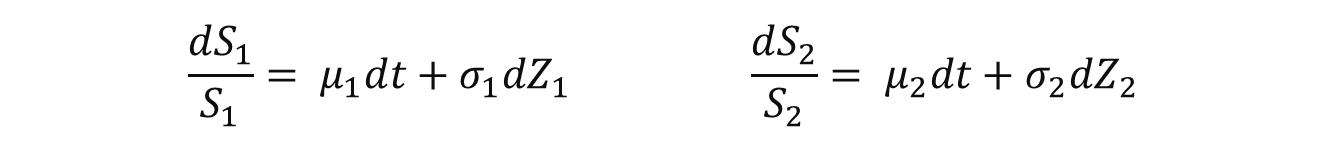 dS₁/S₁ = μ₁dt + σ₁dZ₁ dS₂/S₂ = μ₂dt + σ₂dZ₂